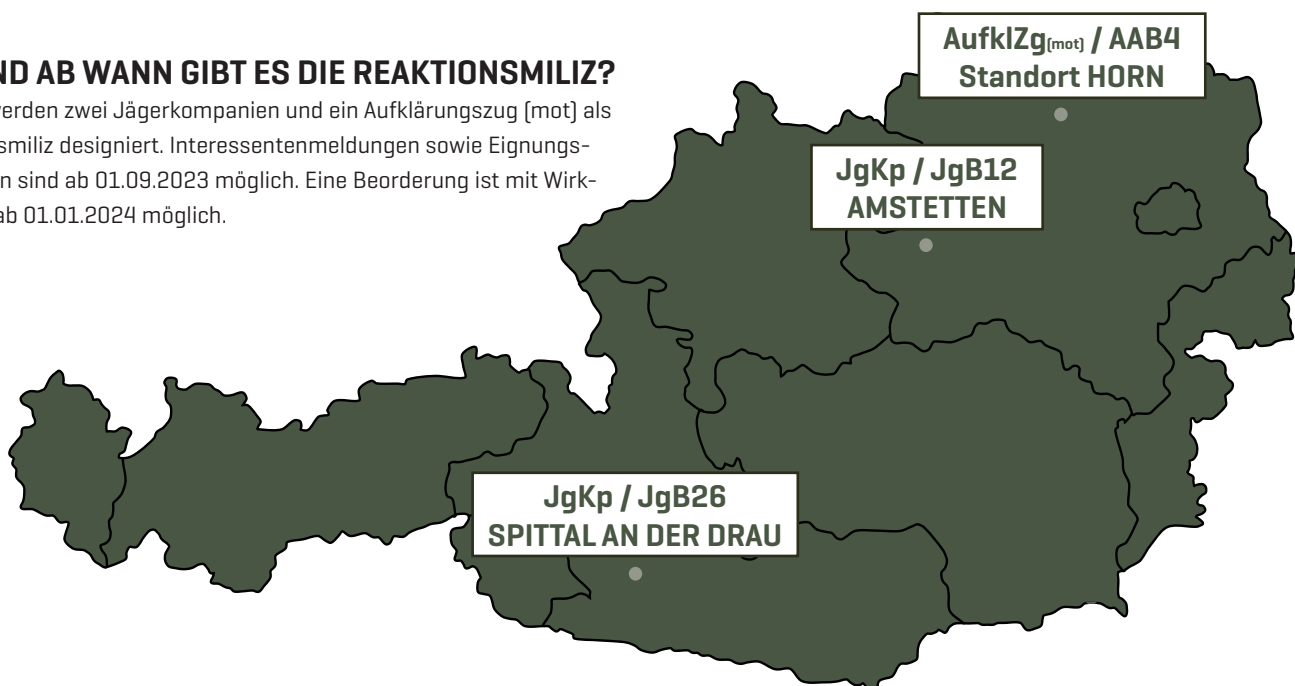 ND AB WANN GIBT ES DIE REAKTIONSMILIZ?
erden zwei Jägerkompanien und ein Aufklärungszug (mot) als
smiliz designiert. Interessentenmeldungen sowie Eignungs-
n sind ab 01.09.2023 möglich. Eine Beorderung ist mit Wirk-
ab 01.01.2024 möglich.
AufklZg(mot) / AAB4
Standort HORN
JgKp / JgB12
AMSTETTEN
JgKp / JgB26
SPITTAL AN DER DRAU